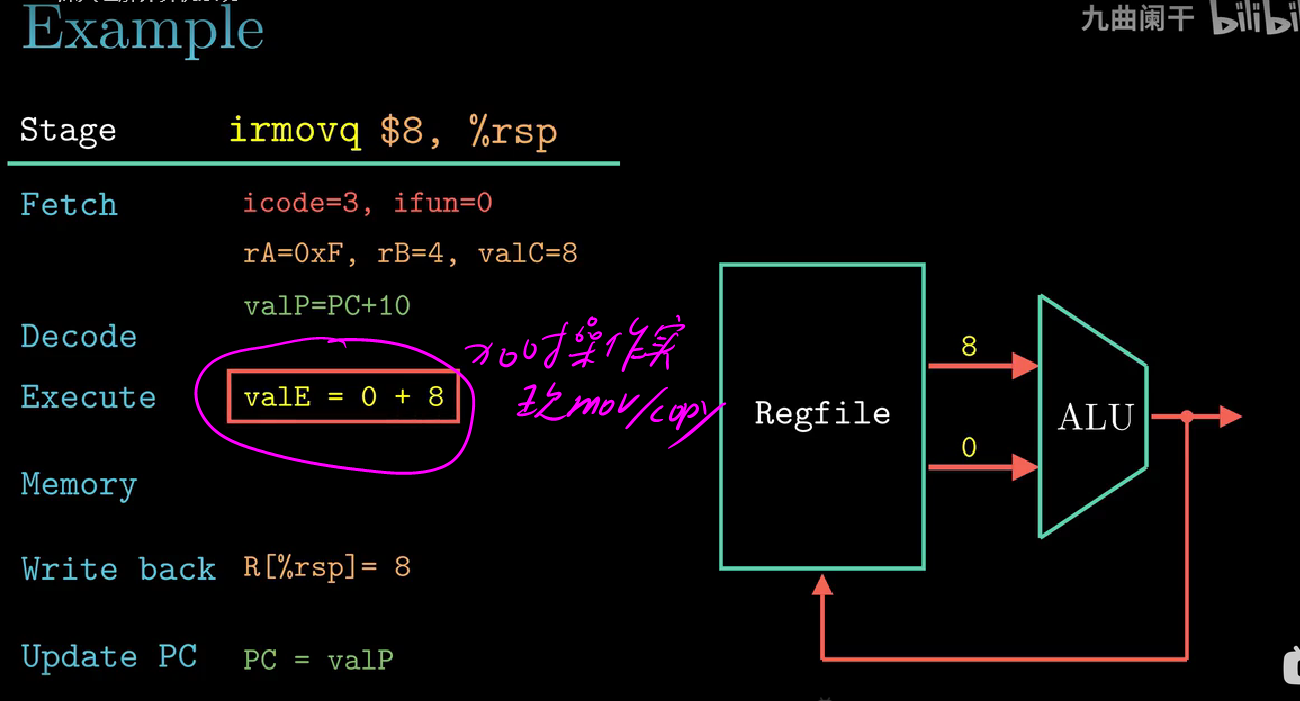 九曲阑干 bilibili
Example
Stage irmovq $8, %rsp
Fetch icode=3, ifun=0
rA=0xF, rB=4, valC=8
valP=PC+10
Decode
Execute valE = 0 + 8
操作实
现mov/copy
Memory
Write back R[%rsp]= 8
Update PC PC = valP
8
0
Regfile
ALU